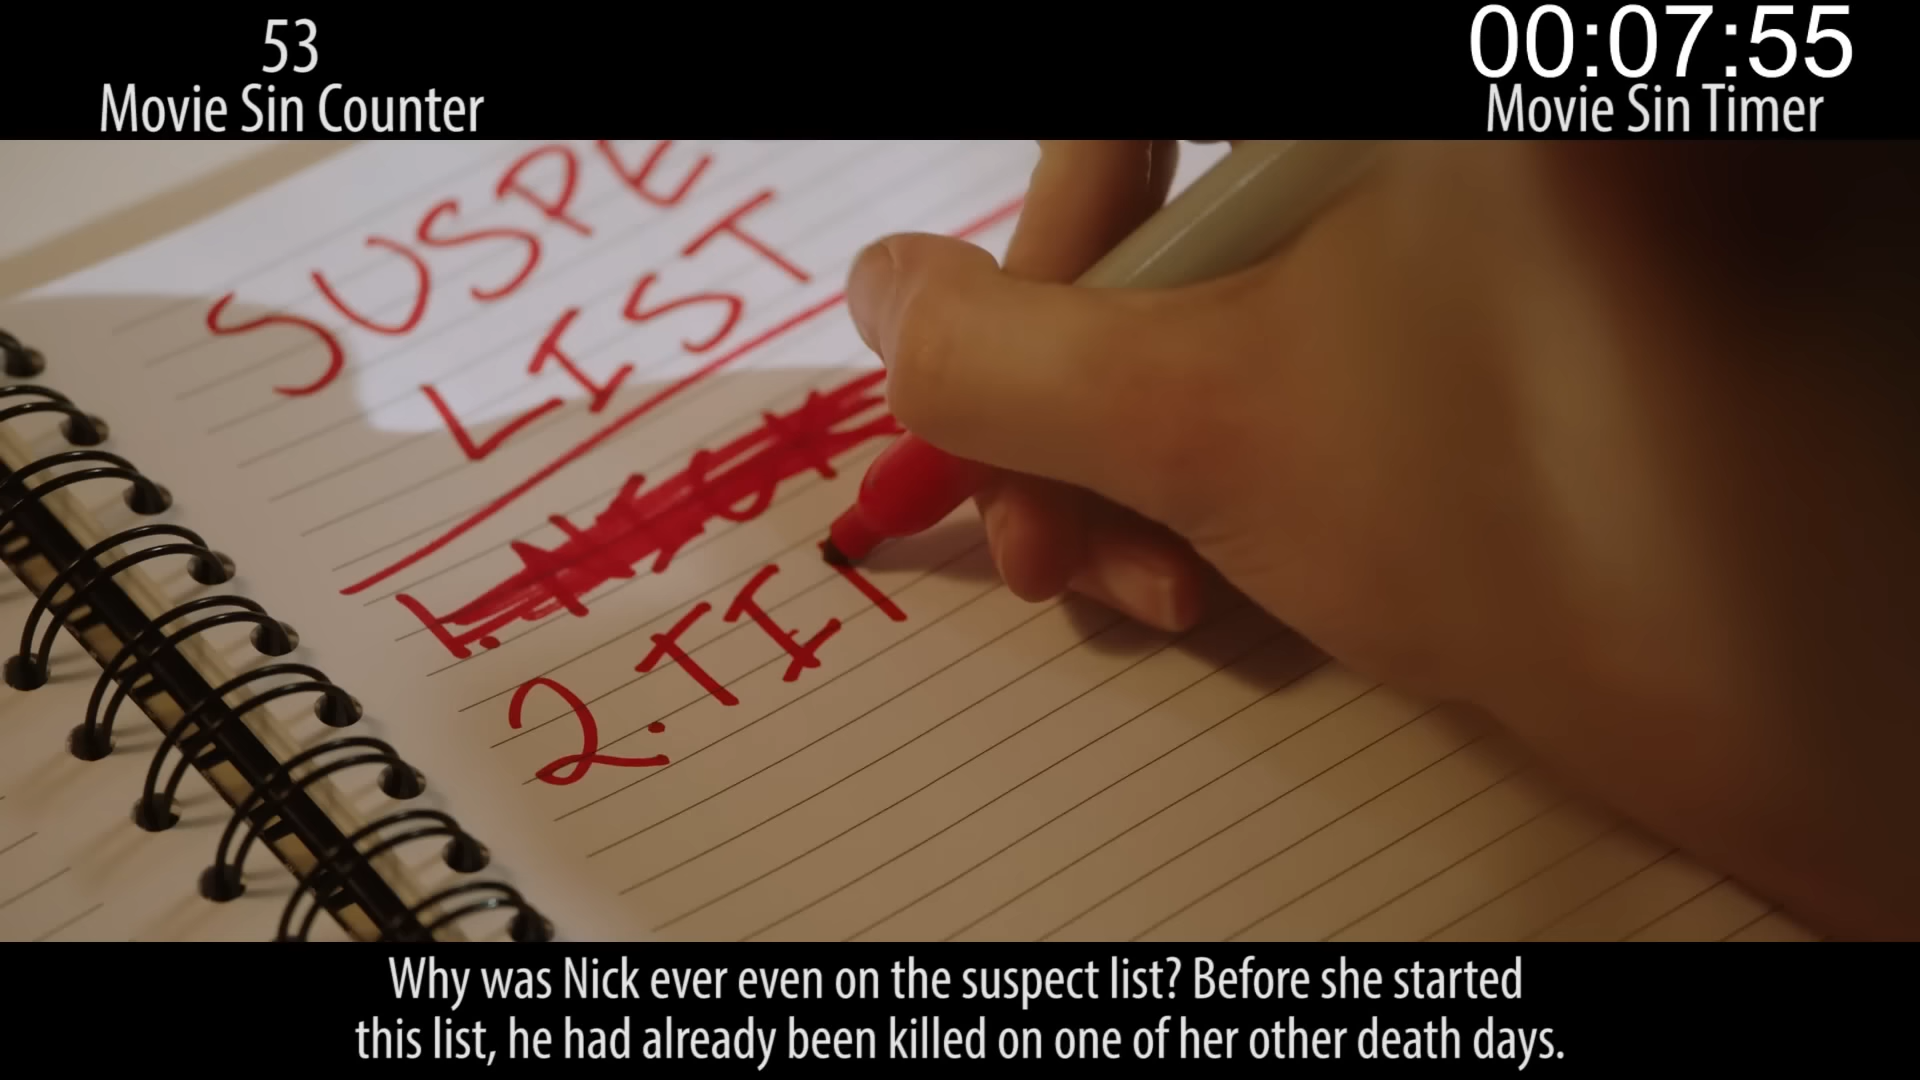 53
Movie Sin Counter
00:07:55
Movie Sin Timer
SUSPE
LIST
1.
2. TI
Why was Nick ever even on the suspect list? Before she started
this list, he had already been killed on one of her other death days.